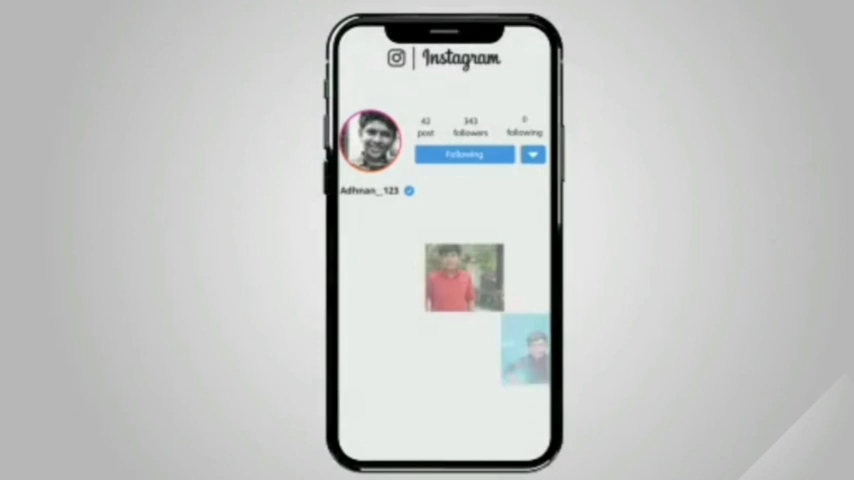 Instagram
42 343 0
post followers following
Following
Adhnan_123